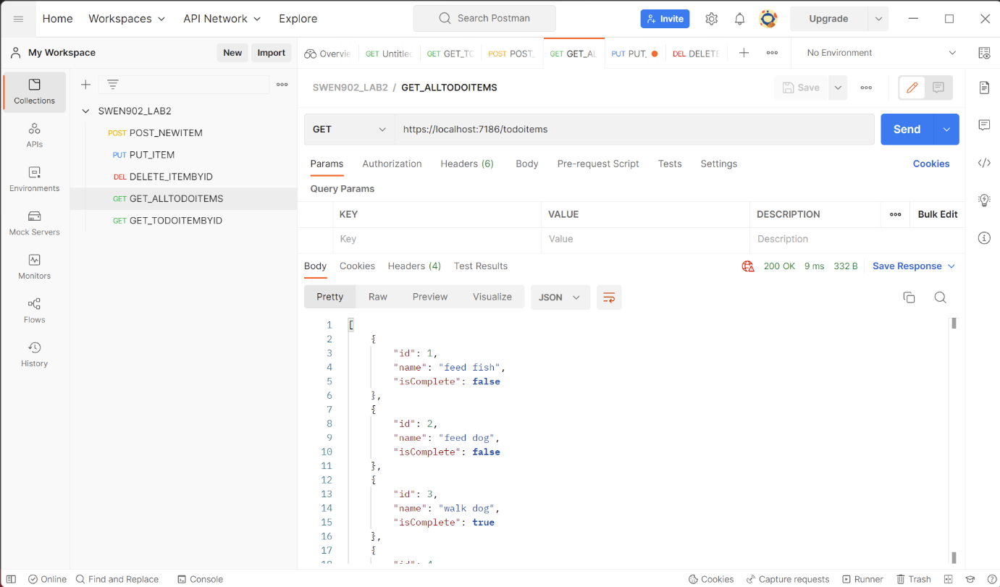 Home Workspaces API Network Explore Search Postman Invite Upgrade
My Workspace New Import Overvie GET Untitled GET GET_TC POST POST_ GET GET_AL PUT PUT_ DEL DELETE No Environment
Collections
APIs
Environments
Mock Servers
Monitors
Flows
History
SWEN902_LAB2
POST POST_NEWITEM
PUT PUT_ITEM
DEL DELETE_ITEMBYID
GET GET_ALLTODOITEMS
GET GET_TODOITEMBYID
SWEN902_LAB2 / GET_ALLTODOITEMS Save
GET https://localhost:7186/todoitems Send
Params Authorization Headers (6) Body Pre-request Script Tests Settings Cookies
Query Params
KEY VALUE DESCRIPTION Bulk Edit
Key Value Description
Body Cookies Headers (4) Test Results 200 OK 9 ms 332 B Save Response
Pretty Raw Preview Visualize JSON
1 [
2 {
3 "id": 1,
4 "name": "feed fish",
5 "isComplete": false
6 },
7 {
8 "id": 2,
9 "name": "feed dog",
10 "isComplete": false
11 },
12 {
13 "id": 3,
14 "name": "walk dog",
15 "isComplete": true
16 },
17 {
18 "id": 4
Online Find and Replace Console Cookies Capture requests Runner Trash